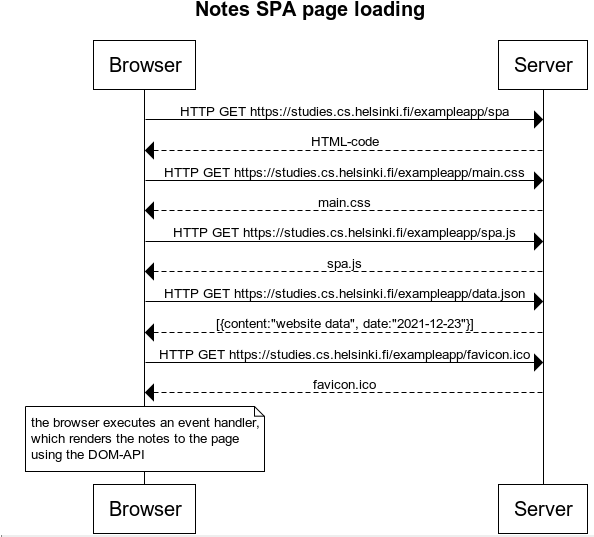 Notes SPA page loading
Browser
Server
HTTP GET https://studies.cs.helsinki.fi/exampleapp/spa
HTML-code
HTTP GET https://studies.cs.helsinki.fi/exampleapp/main.css
main.css
HTTP GET https://studies.cs.helsinki.fi/exampleapp/spa.js
spa.js
HTTP GET https://studies.cs.helsinki.fi/exampleapp/data.json
[{content:"website data", date:"2021-12-23"}]
HTTP GET https://studies.cs.helsinki.fi/exampleapp/favicon.ico
favicon.ico
the browser executes an event handler,
which renders the notes to the page
using the DOM-API
Browser
Server